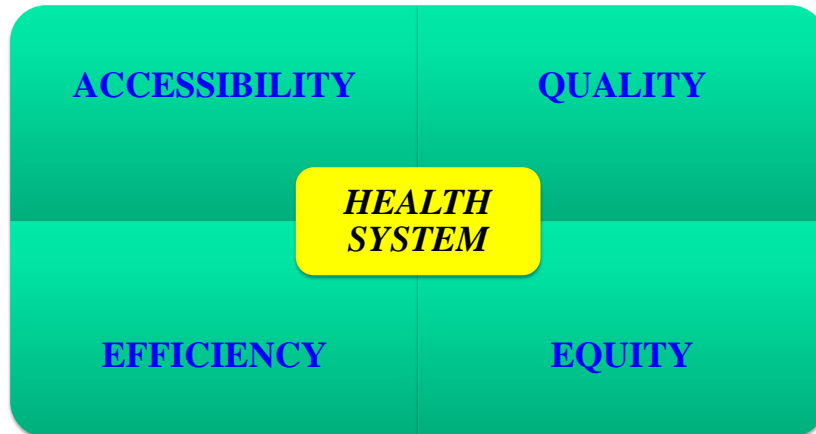 ACCESSIBILITY
QUALITY
HEALTH
SYSTEM
EFFICIENCY
EQUITY